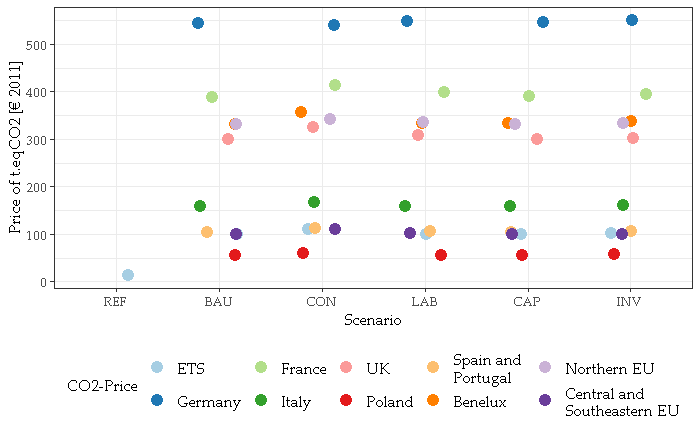 Price of t.eqCO2 [€ 2011]
500
400
300
200
100
0
REF BAU CON LAB CAP INV
Scenario
CO2-Price
ETS France UK Spain and Portugal Northern EU
Germany Italy Poland Benelux Central and Southeastern EU